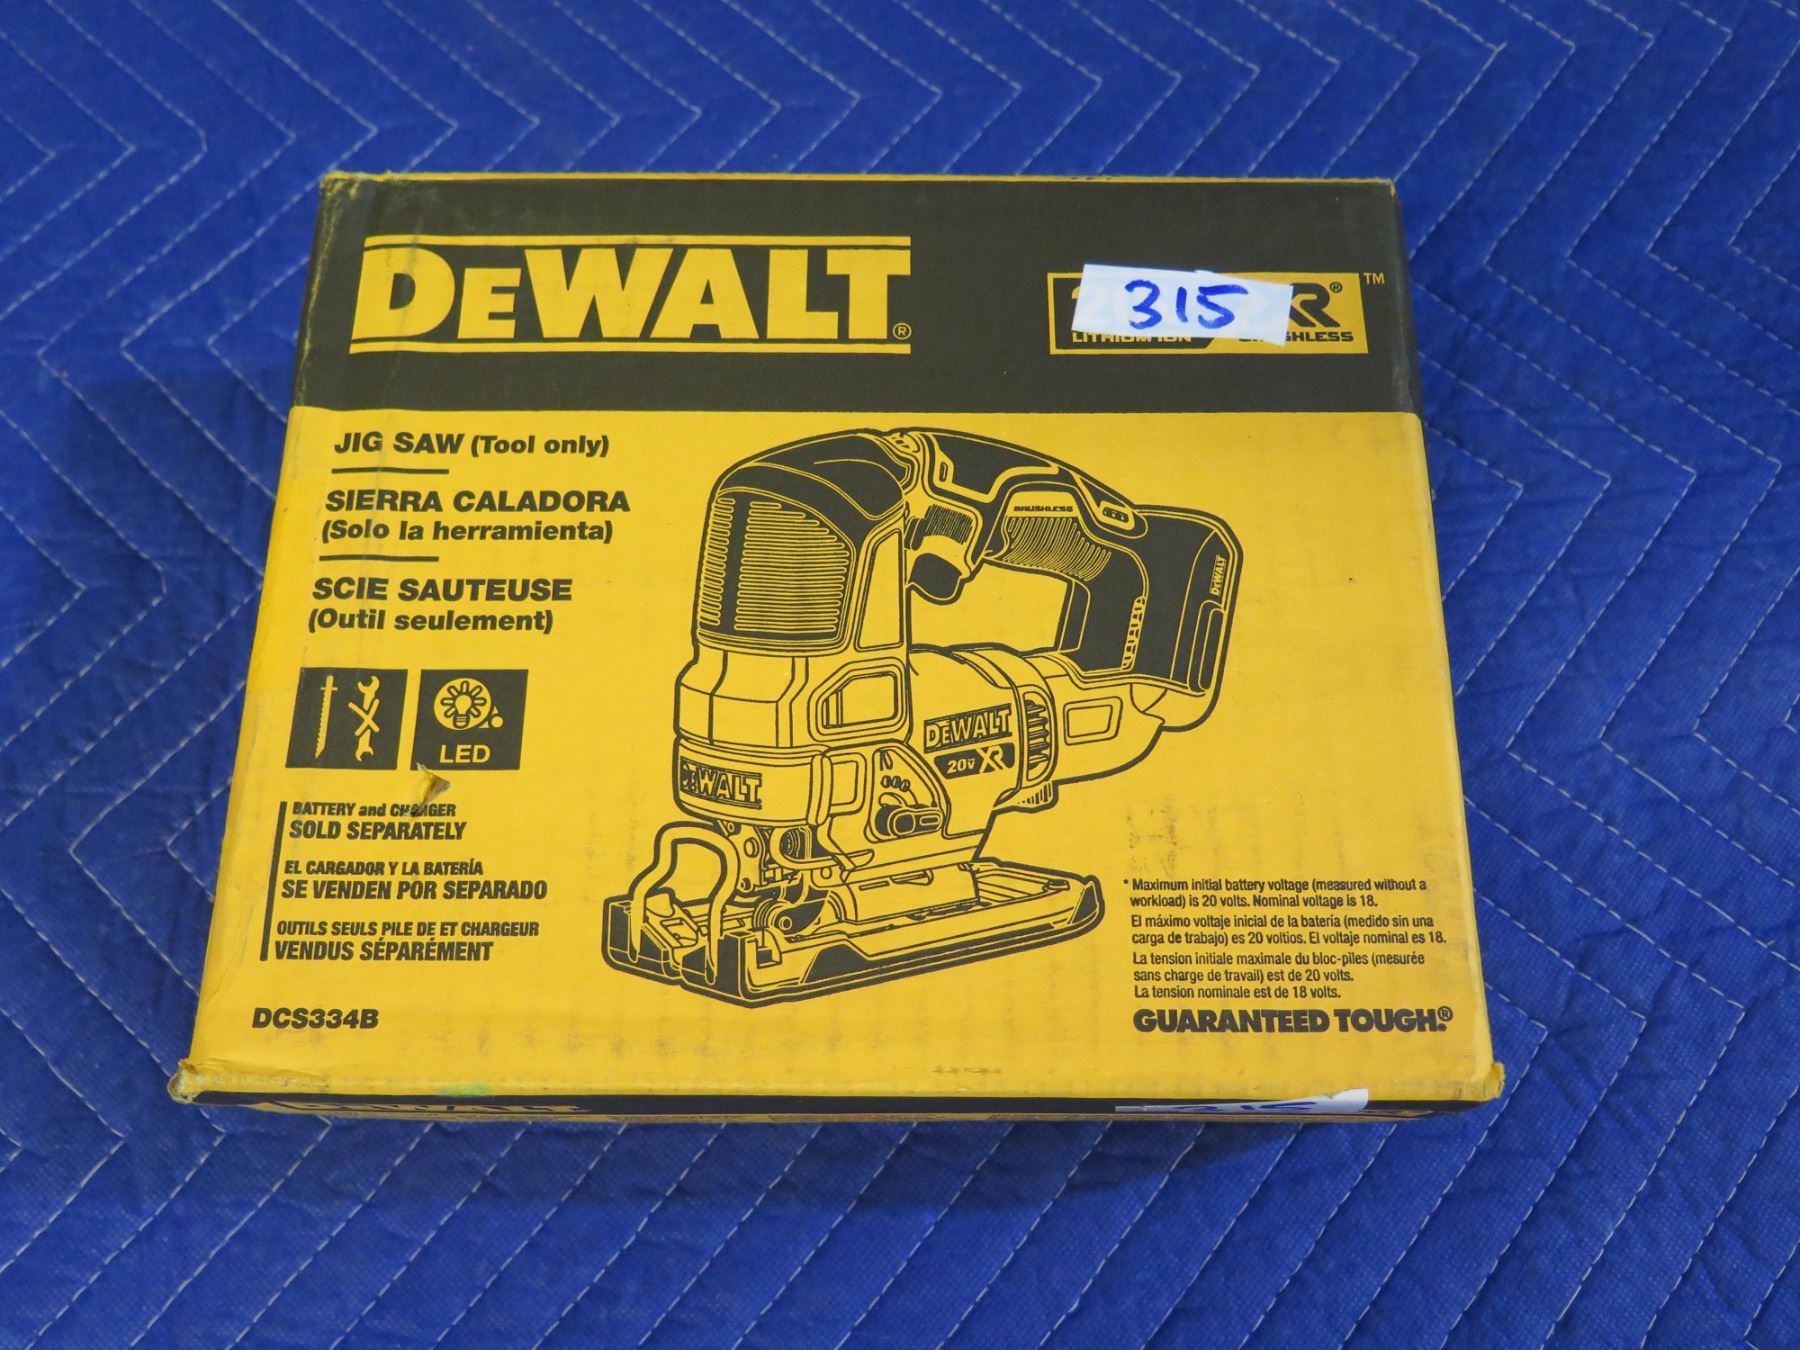 DEWALT®
315 XR® ™
LITHIUM ION BRUSHLESS
JIG SAW (Tool only)
SIERRA CALADORA
(Solo la herramienta)
SCIE SAUTEUSE
(Outil seulement)
LED
BRUSHLESS
DEWALT
DEWALT
20V XR
DEWALT
BATTERY and CHARGER
SOLD SEPARATELY
EL CARGADOR Y LA BATERÍA
SE VENDEN POR SEPARADO
OUTILS SEULS PILE DE ET CHARGEUR
VENDUS SÉPARÉMENT
DCS334B
* Maximum initial battery voltage (measured without a
workload) is 20 volts. Nominal voltage is 18.
El máximo voltaje inicial de la batería (medido sin una
carga de trabajo) es 20 voltios. El voltaje nominal es 18.
La tension initiale maximale du bloc-piles (mesurée
sans charge de travail) est de 20 volts.
La tension nominale est de 18 volts.
GUARANTEED TOUGH.®
315